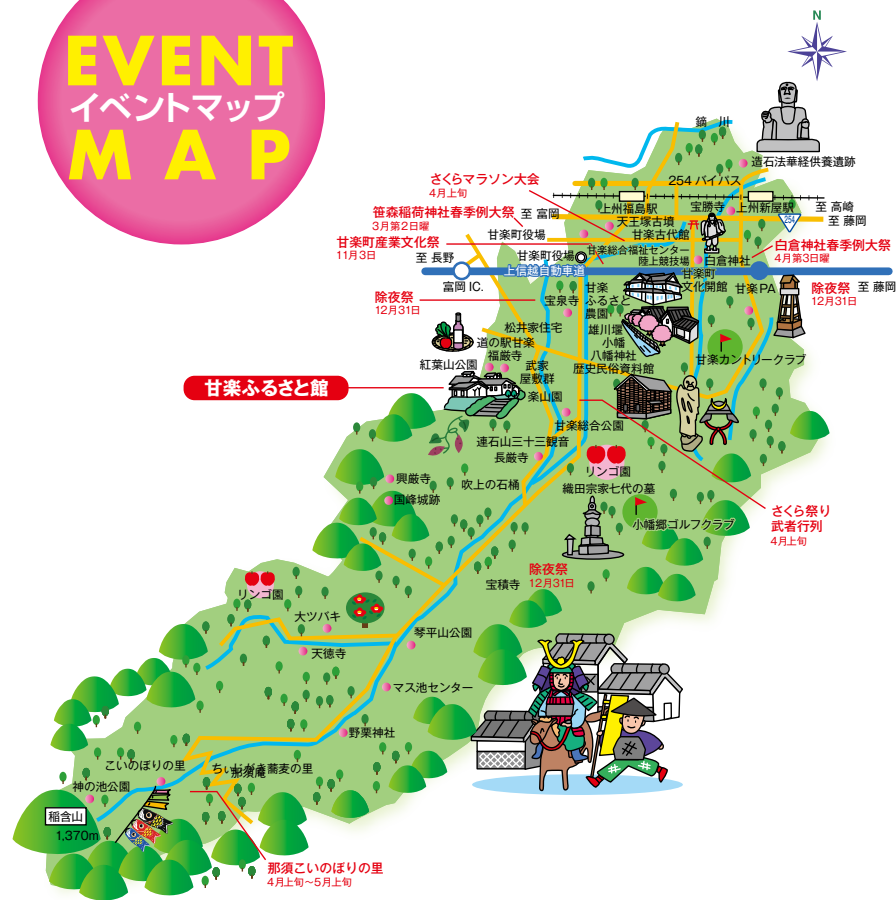 EVENT
イベントマップ
MAP
N
鏑川
造石法華経供養遺跡
254 バイパス
さくらマラソン大会
4月上旬
上州福島駅
宝勝寺
上州新屋駅
至 高崎
笹森稲荷神社春季例大祭
3月第2日曜
至 富岡
天王塚古墳
254
至 藤岡
甘楽町役場
甘楽古代館
甘楽町産業文化祭
11月3日
甘楽町役場
甘楽総合福祉センター
白倉神社春季例大祭
4月第3日曜
至 長野
陸上競技場
白倉神社
上信越自動車道
富岡 IC.
甘楽町
文化開館
甘楽PA
除夜祭
12月31日
至 藤岡
除夜祭
12月31日
宝泉寺
甘楽
ふるさと
農園
松井家住宅
雄川堰
小幡
八幡神社
歴史民俗資料館
道の駅甘楽
福厳寺
紅葉山公園
武家
屋敷群
甘楽カントリークラブ
甘楽ふるさと館
楽山園
甘楽総合公園
連石山三十三観音
長厳寺
リンゴ園
興厳寺
吹上の石桶
織田宗家七代の墓
国峰城跡
さくら祭り
武者行列
4月上旬
小幡郷ゴルフクラブ
除夜祭
12月31日
宝積寺
リンゴ園
大ツバキ
琴平山公園
天徳寺
マス池センター
野栗神社
こいのぼりの里
ちぃじがき蕎麦の里
那須庵
神の池公園
稲含山
1,370m
那須こいのぼりの里
4月上旬～5月上旬